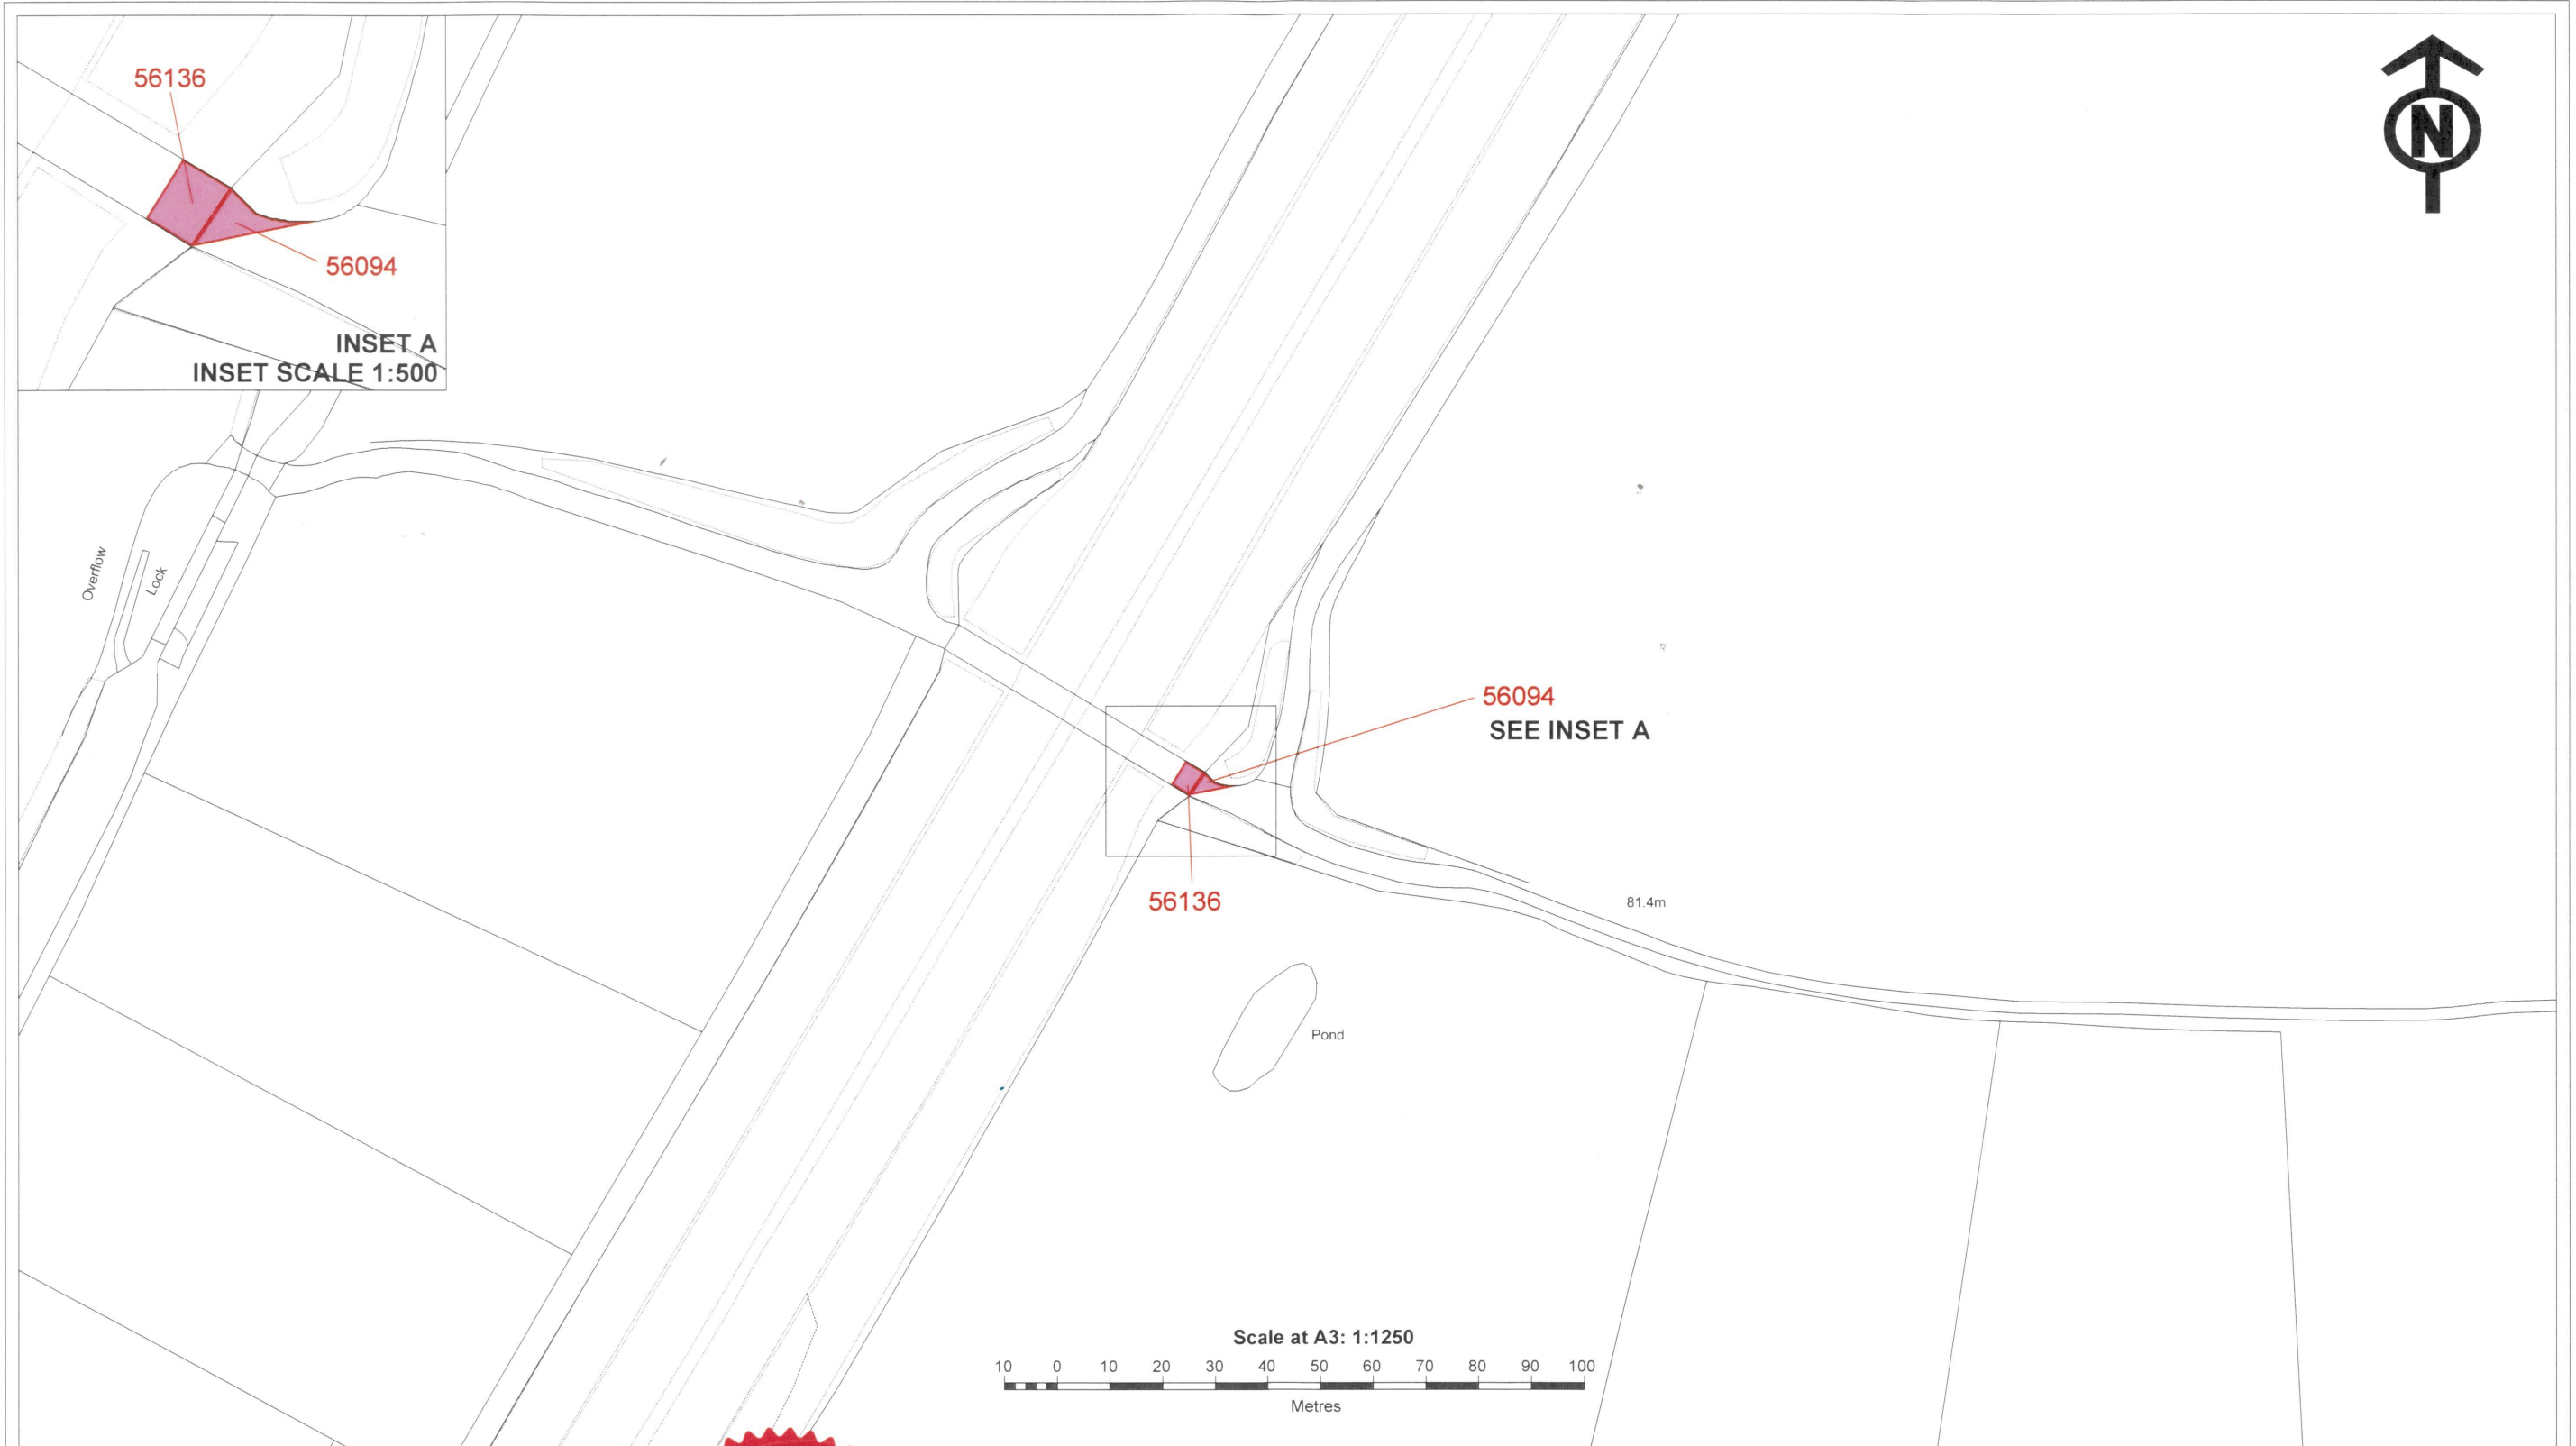 56136
56094
INSET A
INSET SCALE 1:500
N
Overflow
Lock
56094
SEE INSET A
56136
81.4m
Pond
Scale at A3: 1:1250
10 0 10 20 30 40 50 60 70 80 90 100
Metres